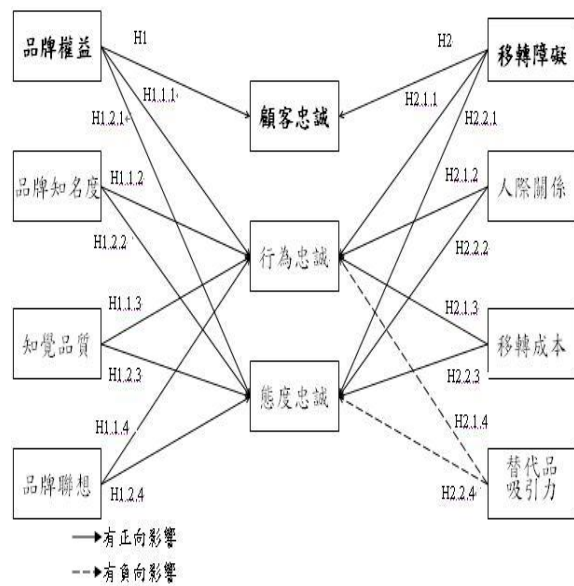 品牌權益
H1
H2
移轉障礙
H1.1.1
H2.1.1
顧客忠誠
H1.2.1
H2.2.1
品牌知名度
H1.1.2
H2.1.2
人際關係
H1.2.2
H2.2.2
行為忠誠
H1.1.3
H2.1.3
知覺品質
移轉成本
H1.2.3
H2.2.3
態度忠誠
H1.1.4
H2.1.4
品牌聯想
替代品
吸引力
H1.2.4
H2.2.4
有正向影響
有負向影響